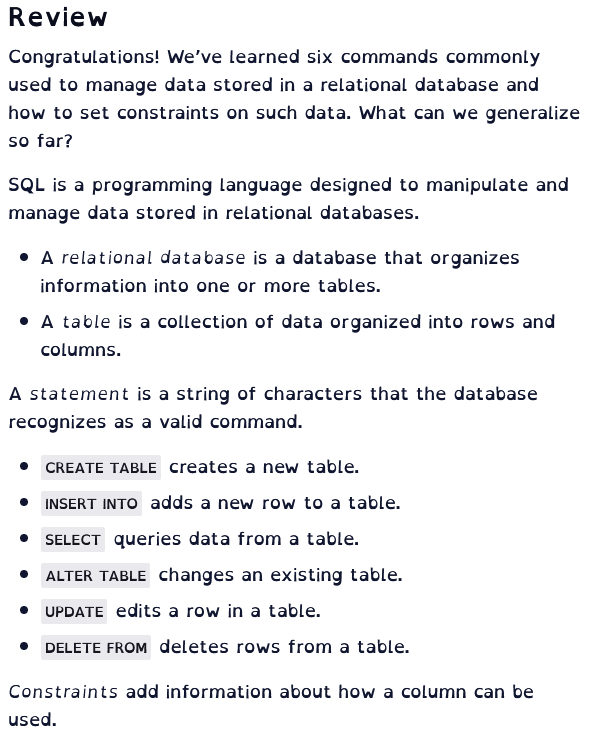 Review
Congratulations! We've learned six commands commonly
used to manage data stored in a relational database and
how to set constraints on such data. What can we generalize
so far?
SQL is a programming language designed to manipulate and
manage data stored in relational databases.
• A relational database is a database that organizes
information into one or more tables.
• A table is a collection of data organized into rows and
columns.
A statement is a string of characters that the database
recognizes as a valid command.
• CREATE TABLE creates a new table.
• INSERT INTO adds a new row to a table.
• SELECT queries data from a table.
• ALTER TABLE changes an existing table.
• UPDATE edits a row in a table.
• DELETE FROM deletes rows from a table.
Constraints add information about how a column can be
used.